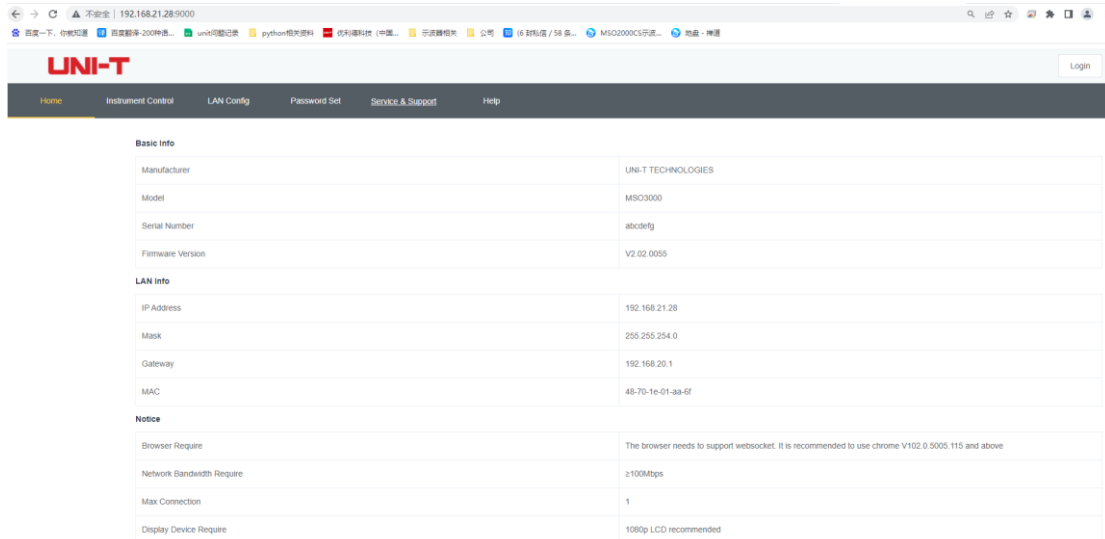 不安全 | 192.168.21.28:9000
百度一下，你就知道 百度翻译-200种语... unit问题记录 python相关资料 优利德科技（中国... 示波器相关 公司 (6 封私信 / 58 条... MSO2000CS示波... 地盘 - 禅道
UNI-T
Login
Home Instrument Control LAN Config Password Set Service & Support Help
Basic Info
Manufacturer UNI-T TECHNOLOGIES
Model MSO3000
Serial Number abcdefg
Firmware Version V2.02.0055
LAN Info
IP Address 192.168.21.28
Mask 255.255.254.0
Gateway 192.168.20.1
MAC 48-70-1e-01-aa-6f
Notice
Browser Require The browser needs to support websocket. It is recommended to use chrome V102.0.5005.115 and above
Network Bandwidth Require ≥100Mbps
Max Connection 1
Display Device Require 1080p LCD recommended